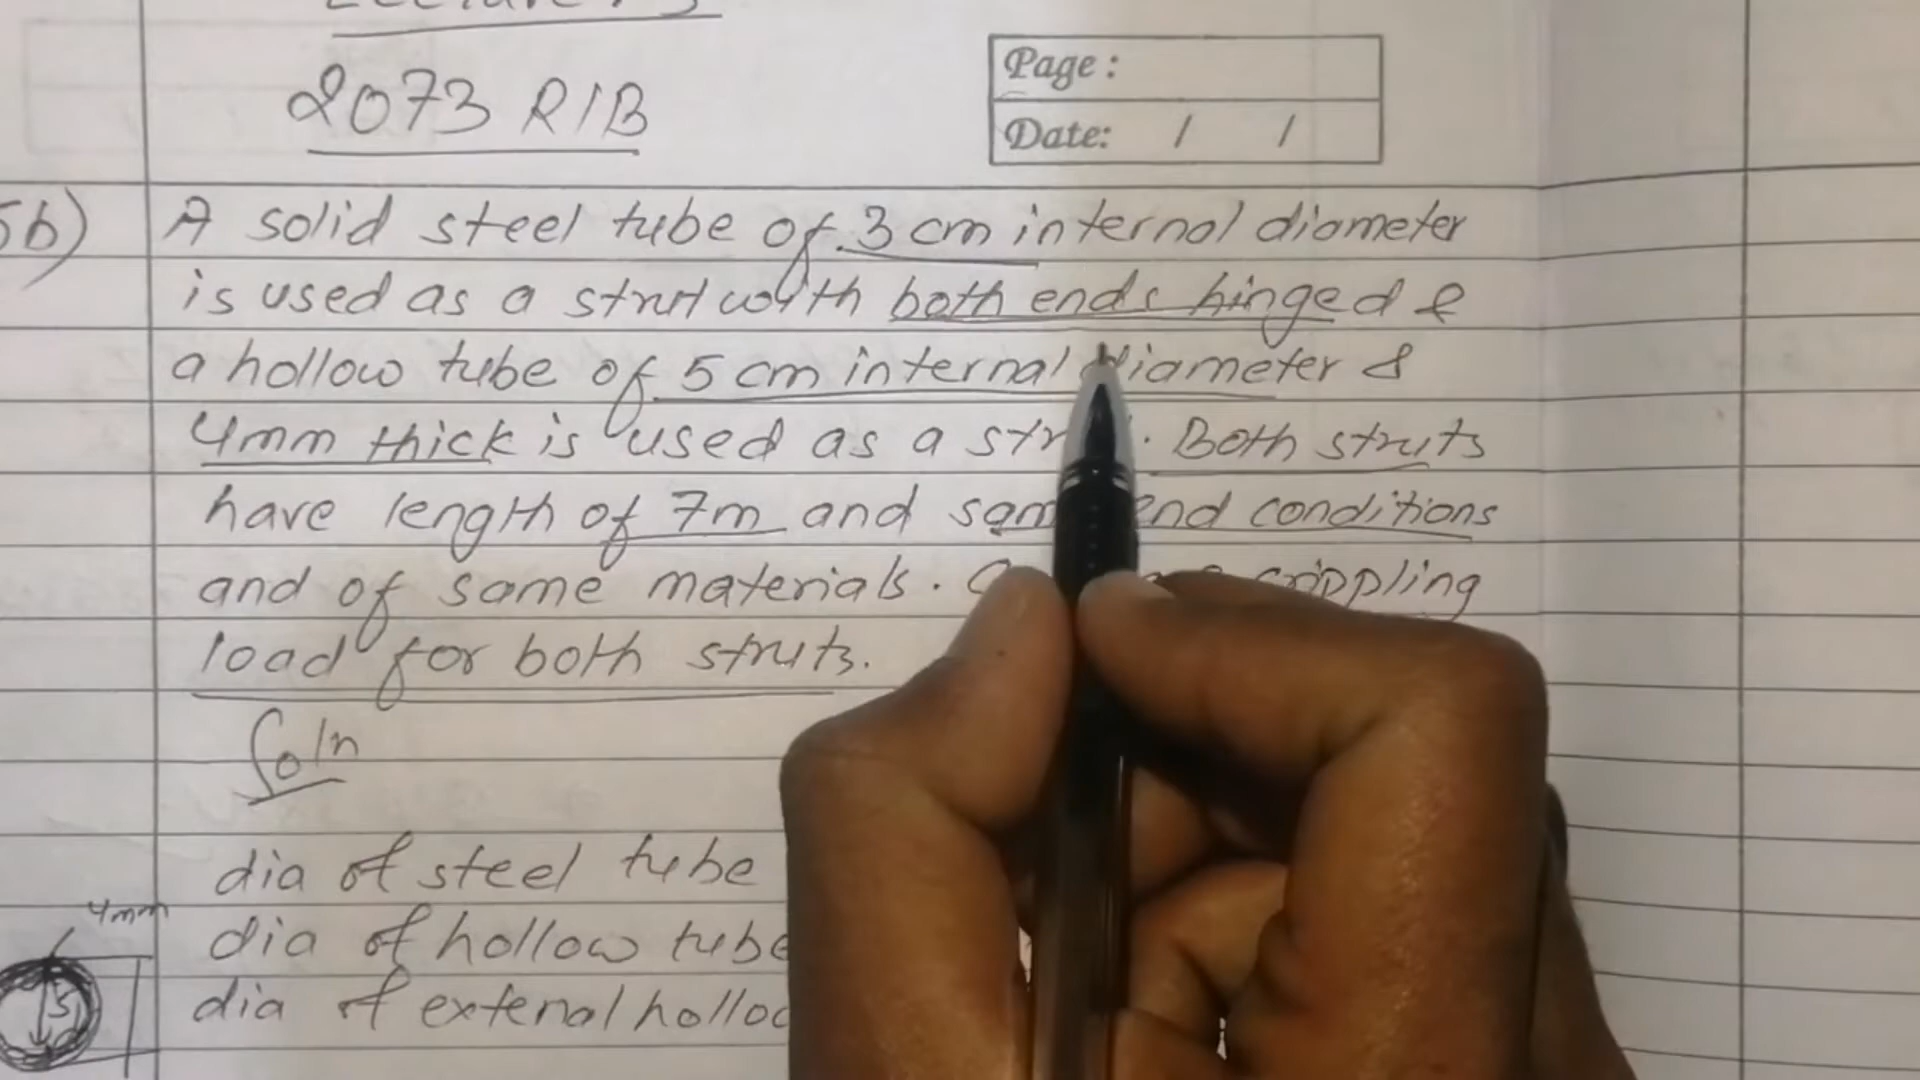 2073 R/B
Page :
Date: / /
5b) A solid steel tube of 3 cm internal diameter
is used as a strut with both ends hinged &
a hollow tube of 5 cm internal diameter &
4mm thick is used as a str . Both struts
have length of 7m and same end conditions
and of same materials. crippling
load for both struts.
Soln
dia of steel tube
4mm
dia of hollow tube
5
dia of external hollo